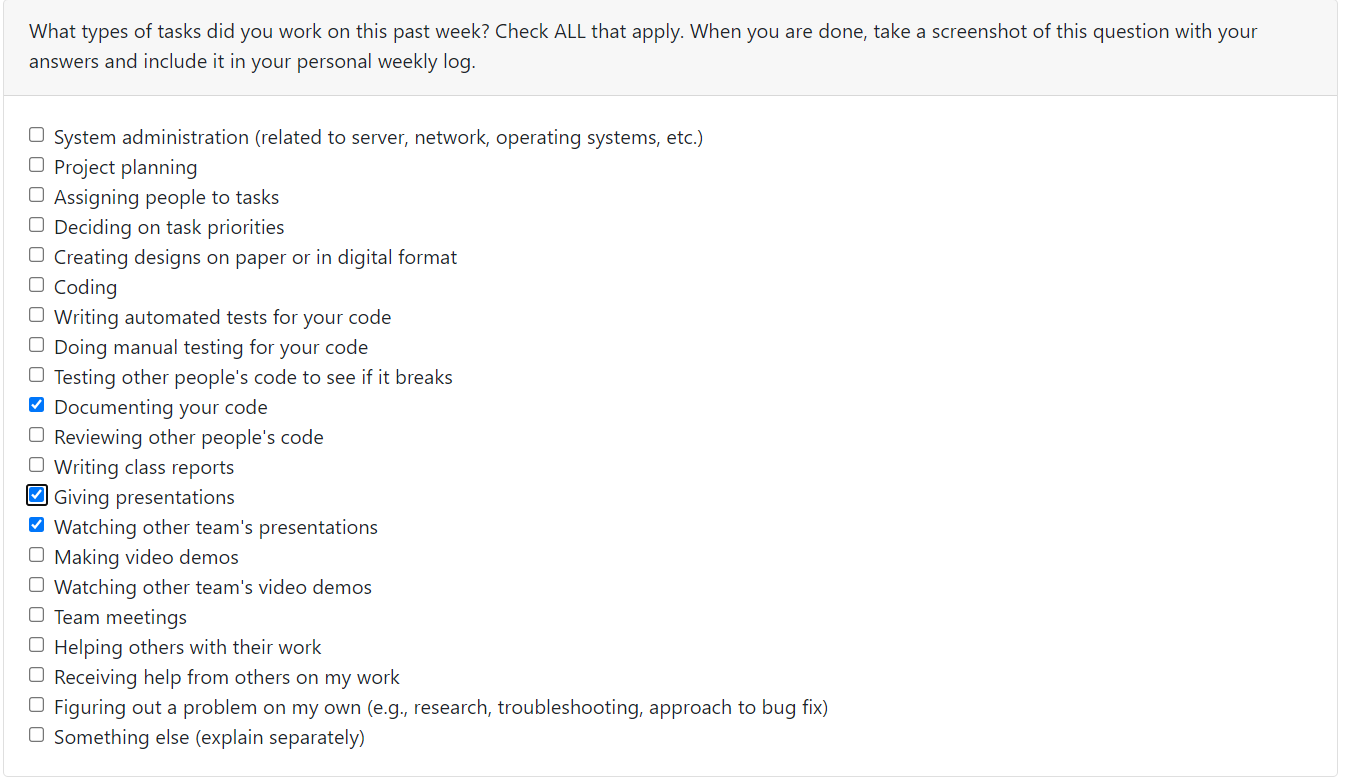 What types of tasks did you work on this past week? Check ALL that apply. When you are done, take a screenshot of this question with your
answers and include it in your personal weekly log.
System administration (related to server, network, operating systems, etc.)
Project planning
Assigning people to tasks
Deciding on task priorities
Creating designs on paper or in digital format
Coding
Writing automated tests for your code
Doing manual testing for your code
Testing other people's code to see if it breaks
Documenting your code
Reviewing other people's code
Writing class reports
Giving presentations
Watching other team's presentations
Making video demos
Watching other team's video demos
Team meetings
Helping others with their work
Receiving help from others on my work
Figuring out a problem on my own (e.g., research, troubleshooting, approach to bug fix)
Something else (explain separately)